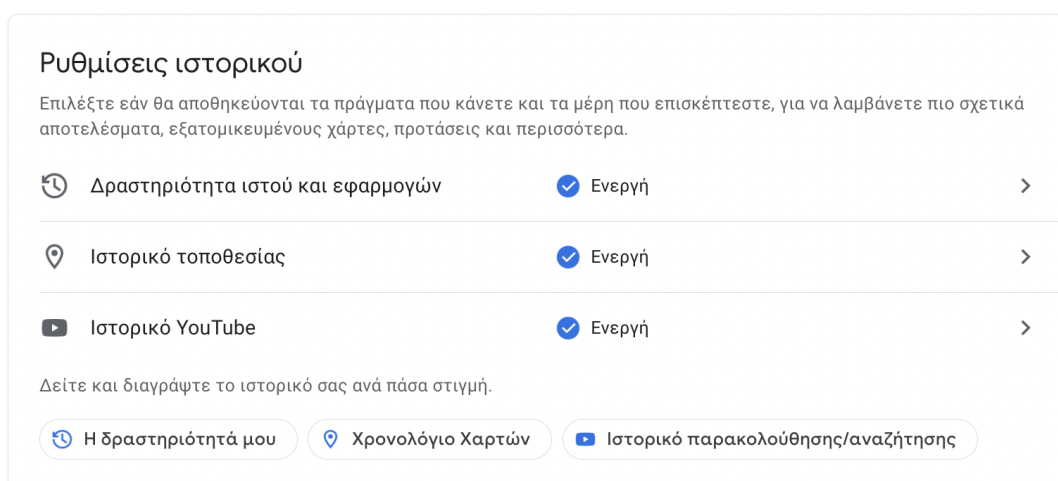 Ρυθμίσεις ιστορικού
Επιλέξτε εάν θα αποθηκεύονται τα πράγματα που κάνετε και τα μέρη που επισκέπτεστε, για να λαμβάνετε πιο σχετικά
αποτελέσματα, εξατομικευμένους χάρτες, προτάσεις και περισσότερα.
Δραστηριότητα ιστού και εφαρμογών Ενεργή
Ιστορικό τοποθεσίας Ενεργή
Ιστορικό YouTube Ενεργή
Δείτε και διαγράψτε το ιστορικό σας ανά πάσα στιγμή.
Η δραστηριότητά μου Χρονολόγιο Χαρτών Ιστορικό παρακολούθησης/αναζήτησης